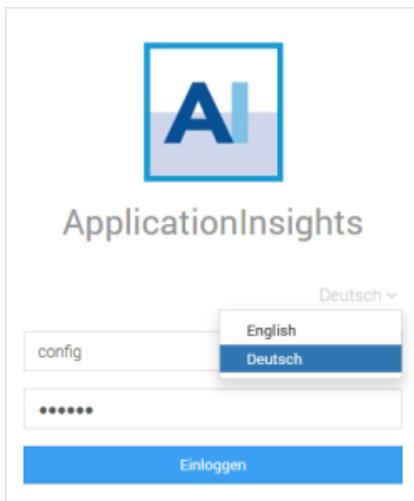 AI
ApplicationInsights
Deutsch
English
Deutsch
config
••••••
Einloggen